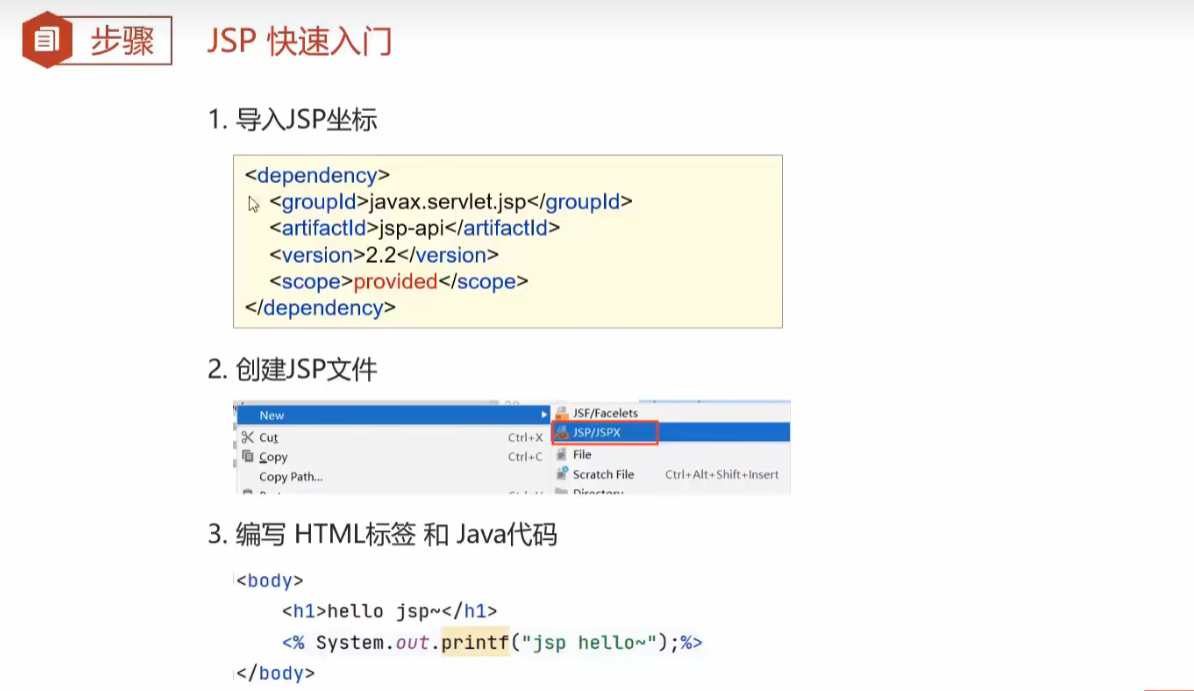 步骤
JSP 快速入门
1. 导入JSP坐标
<dependency>
<groupId>javax.servlet.jsp</groupId>
<artifactId>jsp-api</artifactId>
<version>2.2</version>
<scope>provided</scope>
</dependency>
2. 创建JSP文件
New
JSF/Facelets
JSP/JSPX
Cut Ctrl+X
File
Copy Ctrl+C
Scratch File Ctrl+Alt+Shift+Insert
Copy Path...
Directory
3. 编写 HTML标签 和 Java代码
<body>
<h1>hello jsp~</h1>
<% System.out.printf("jsp hello~");%>
</body>